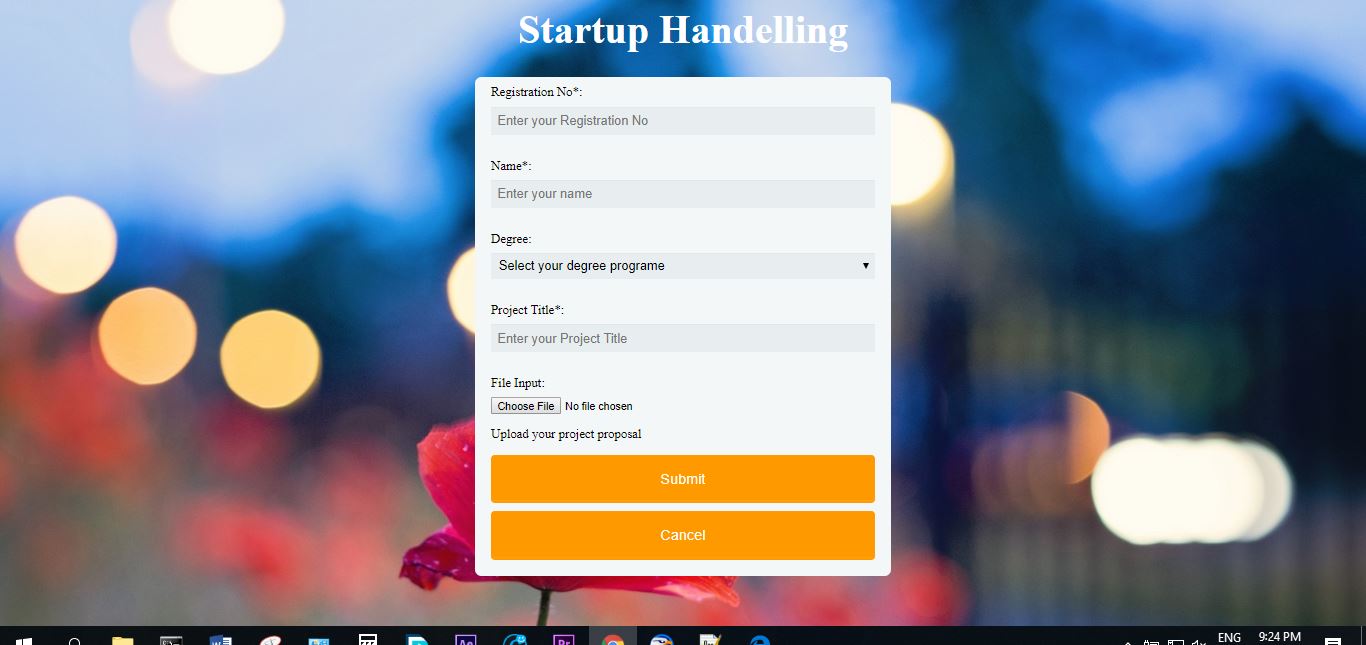 Startup Handelling
Registration No*:
Enter your Registration No
Name*:
Enter your name
Degree:
Select your degree programe
Project Title*:
Enter your Project Title
File Input:
Choose File No file chosen
Upload your project proposal
Submit
Cancel
ENG 9:24 PM